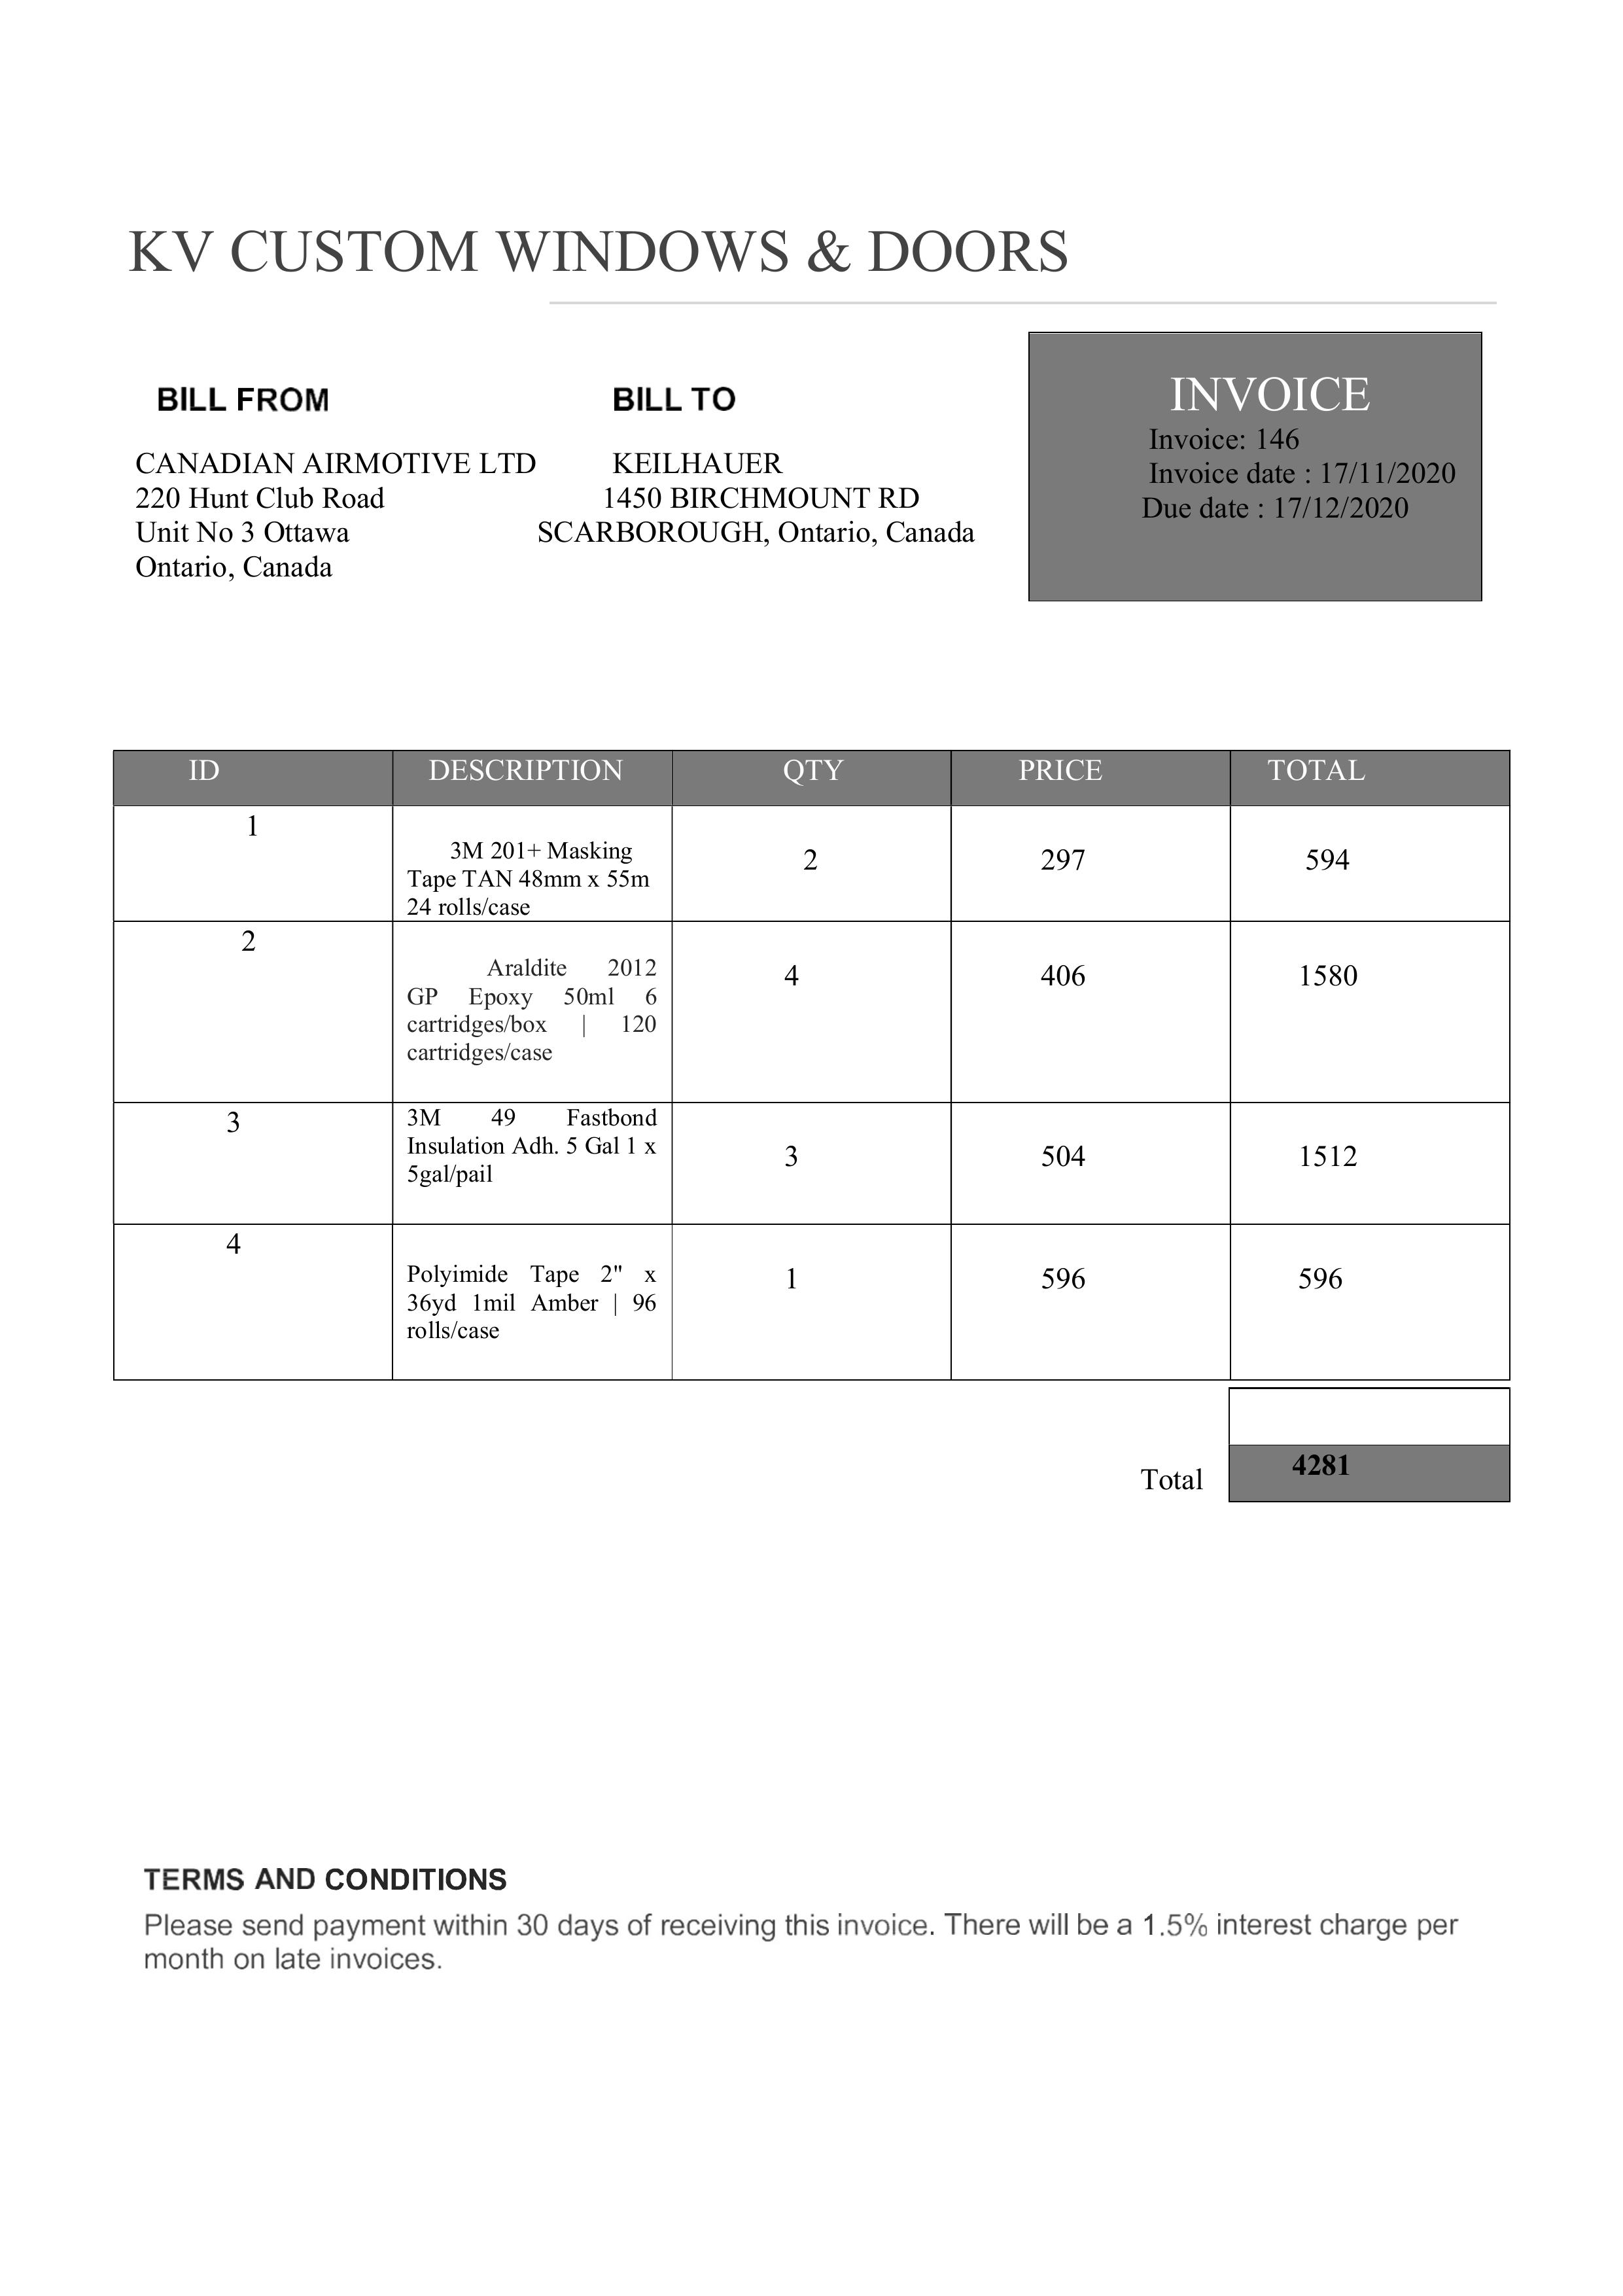 KV CUSTOM WINDOWS & DOORS
BILL FROM
CANADIAN AIRMOTIVE LTD
220 Hunt Club Road
Unit No 3 Ottawa
Ontario, Canada
BILL TO
KEILHAUER
1450 BIRCHMOUNT RD
SCARBOROUGH, Ontario, Canada
INVOICE
Invoice: 146
Invoice date : 17/11/2020
Due date : 17/12/2020
ID DESCRIPTION QTY PRICE TOTAL
1
3M 201+ Masking
Tape TAN 48mm x 55m
24 rolls/case
2 297 594
2
Araldite 2012
GP Epoxy 50ml 6
cartridges/box | 120
cartridges/case
4 406 1580
3
3M 49 Fastbond
Insulation Adh. 5 Gal 1 x
5gal/pail
3 504 1512
4
Polyimide Tape 2" x
36yd 1mil Amber | 96
rolls/case
1 596 596
Total 4281
TERMS AND CONDITIONS
Please send payment within 30 days of receiving this invoice. There will be a 1.5% interest charge per
month on late invoices.